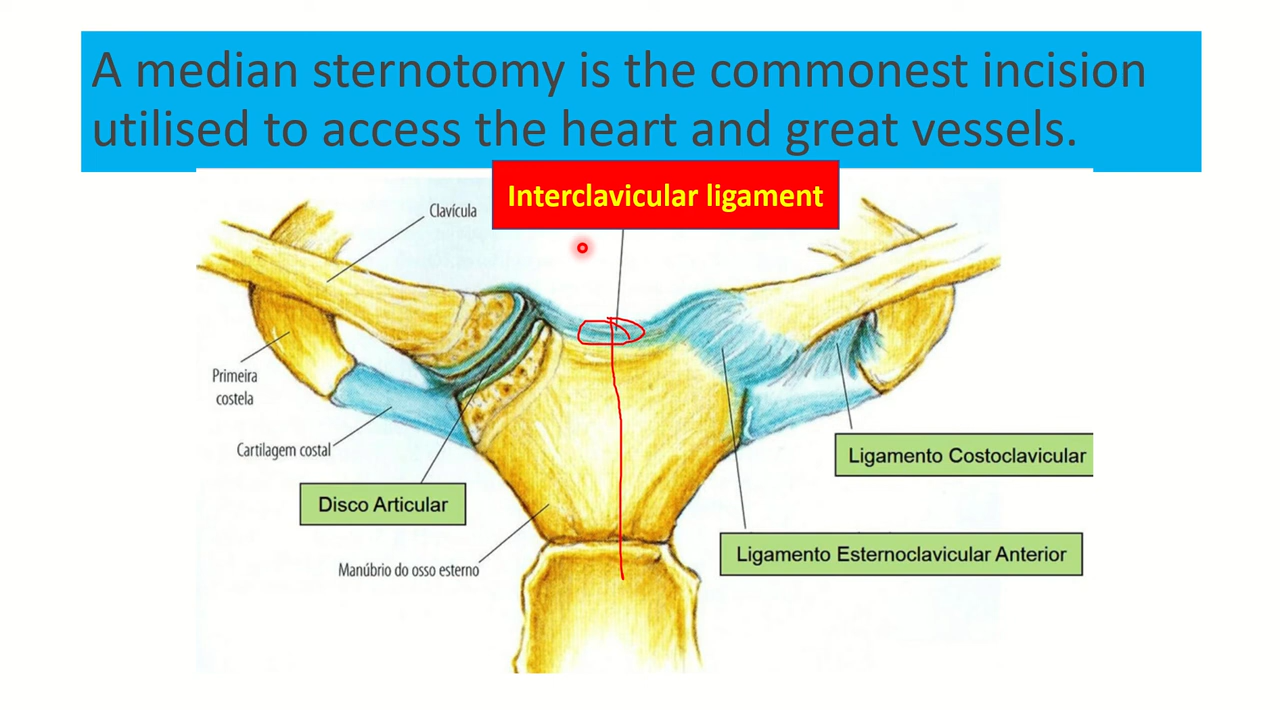 A median sternotomy is the commonest incision
utilised to access the heart and great vessels.
Interclavicular ligament
Clavícula
Primeira
costela
Cartilagem costal
Ligamento Costoclavicular
Disco Articular
Ligamento Esternoclavicular Anterior
Manúbrio do osso esterno